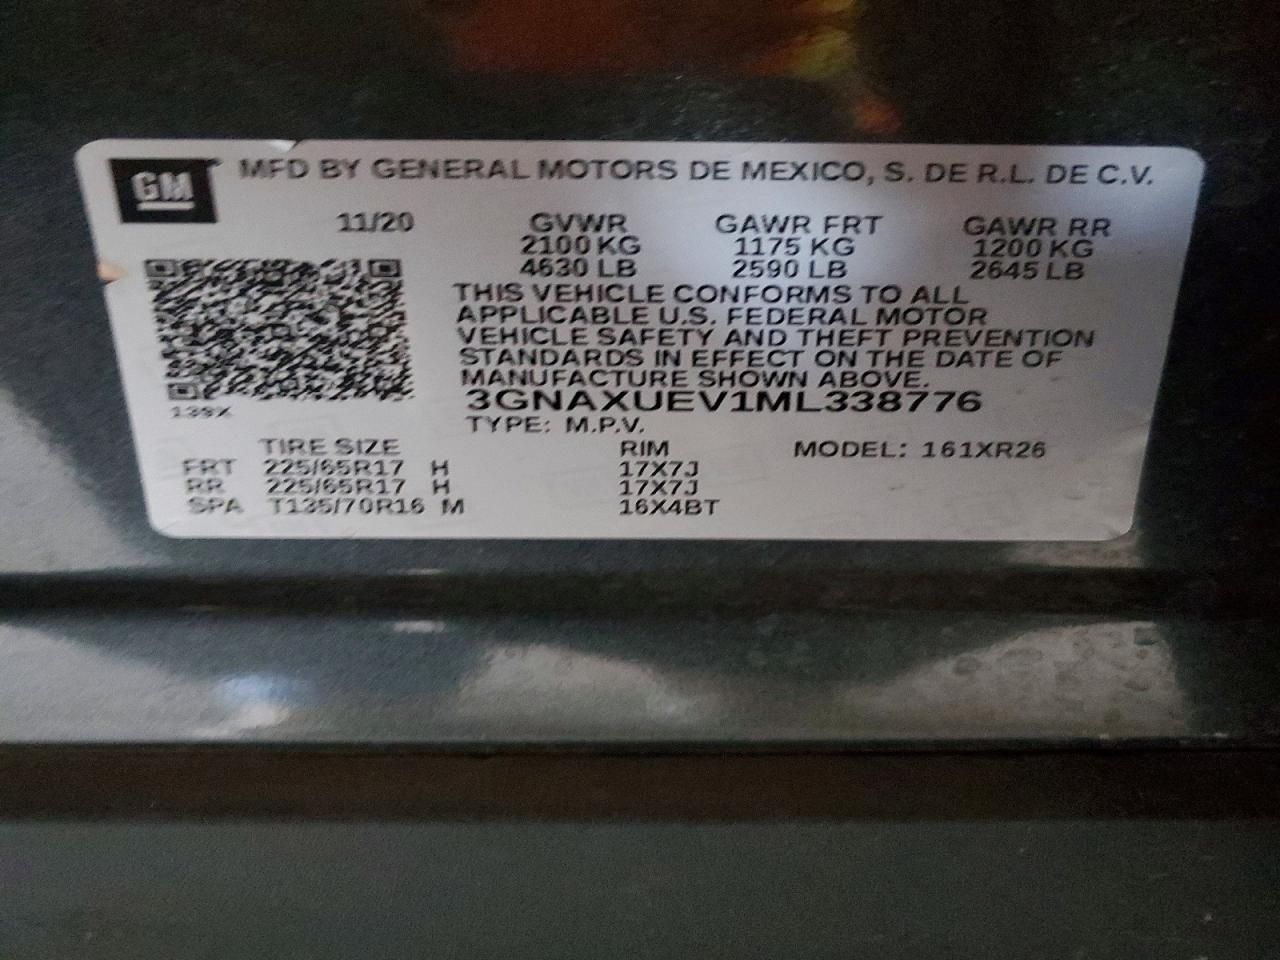 GM MFD BY GENERAL MOTORS DE MEXICO, S. DE R.L. DE C.V.
11/20 GVWR GAWR FRT GAWR RR
2100 KG 1175 KG 1200 KG
4630 LB 2590 LB 2645 LB
THIS VEHICLE CONFORMS TO ALL
APPLICABLE U.S. FEDERAL MOTOR
VEHICLE SAFETY AND THEFT PREVENTION
STANDARDS IN EFFECT ON THE DATE OF
MANUFACTURE SHOWN ABOVE.
3GNAXUEV1ML338776
139X
TYPE: M.P.V.
TIRE SIZE RIM MODEL: 161XR26
FRT 225/65R17 H 17X7J
RR 225/65R17 H 17X7J
SPA T135/70R16 M 16X4BT